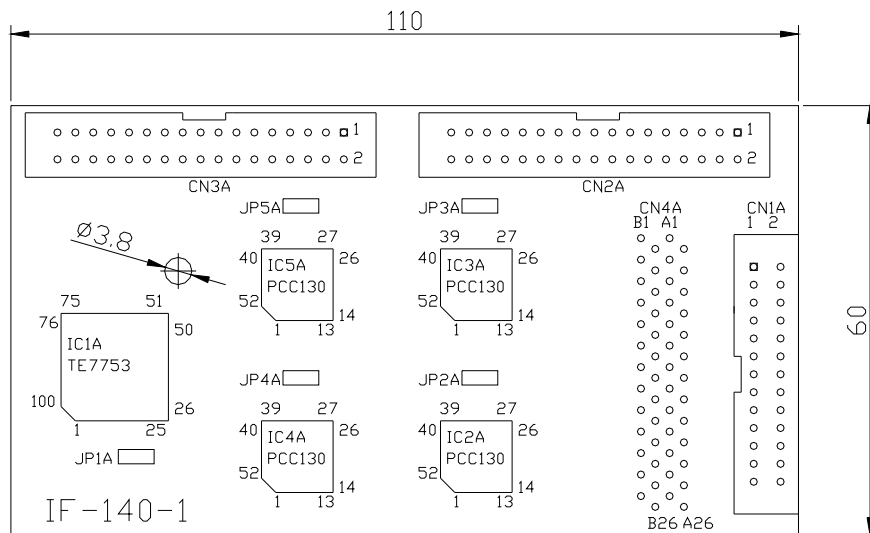 110
1
2
CN3A
1
2
CN2A
JP5A
JP3A
CN4A
CN1A
B1 A1
1 2
39 27
40 26
IC5A
PCC130
52 14
1 13
39 27
40 26
IC3A
PCC130
52 14
1 13
ø3.8
60
75 51
76 50
IC1A
TE7753
100 26
1 25
JP1A
JP4A
JP2A
39 27
40 26
IC4A
PCC130
52 14
1 13
39 27
40 26
IC2A
PCC130
52 14
1 13
IF-140-1
B26 A26